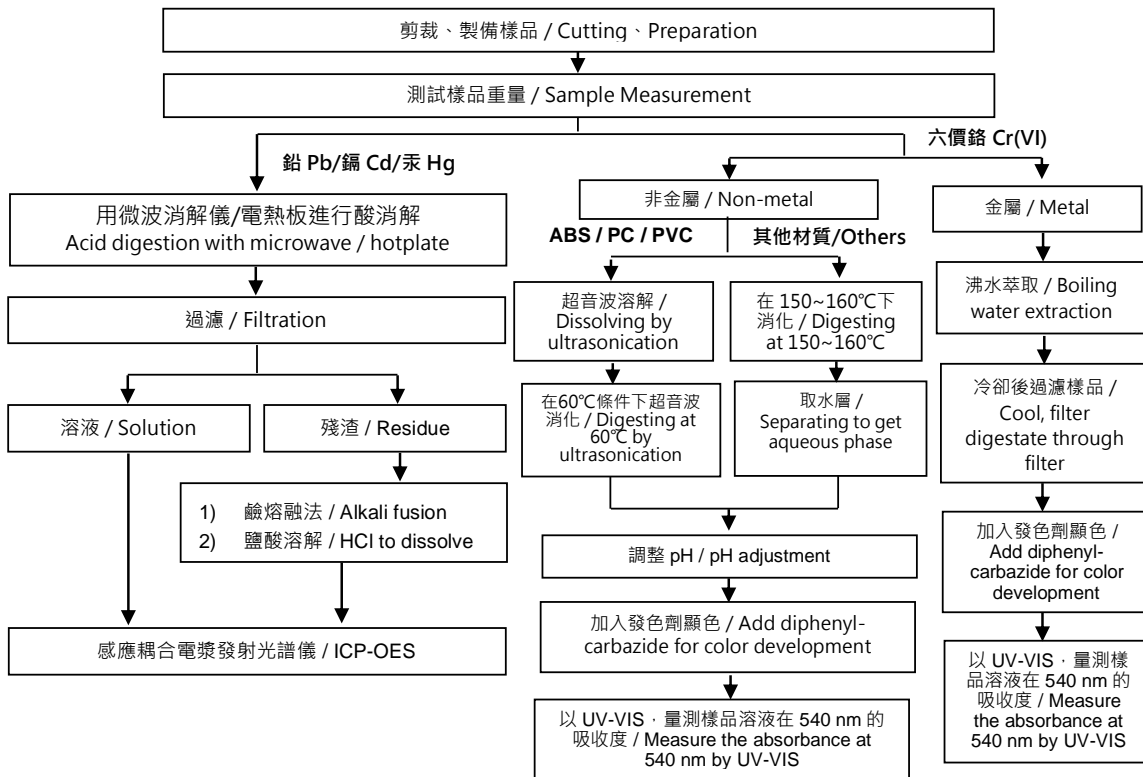 剪裁、製備樣品 / Cutting、Preparation
測試樣品重量 / Sample Measurement
鉛 Pb/鎘 Cd/汞 Hg
六價鉻 Cr(VI)
用微波消解儀/電熱板進行酸消解
Acid digestion with microwave / hotplate
過濾 / Filtration
溶液 / Solution
殘渣 / Residue
1) 鹼熔融法 / Alkali fusion
2) 鹽酸溶解 / HCl to dissolve
感應耦合電漿發射光譜儀 / ICP-OES
非金屬 / Non-metal
ABS / PC / PVC
其他材質/Others
超音波溶解 /
Dissolving by
ultrasonication
在60℃條件下超音波
消化 / Digesting at
60℃ by
ultrasonication
在 150~160℃下
消化 / Digesting
at 150~160℃
取水層 /
Separating to get
aqueous phase
調整 pH / pH adjustment
加入發色劑顯色 / Add diphenyl-
carbazide for color development
以 UV-VIS，量測樣品溶液在 540 nm 的
吸收度 / Measure the absorbance at
540 nm by UV-VIS
金屬 / Metal
沸水萃取 / Boiling
water extraction
冷卻後過濾樣品 /
Cool, filter
digestate through
filter
加入發色劑顯色 /
Add diphenyl-
carbazide for color
development
以 UV-VIS，量測樣
品溶液在 540 nm 的
吸收度 / Measure
the absorbance at
540 nm by UV-VIS